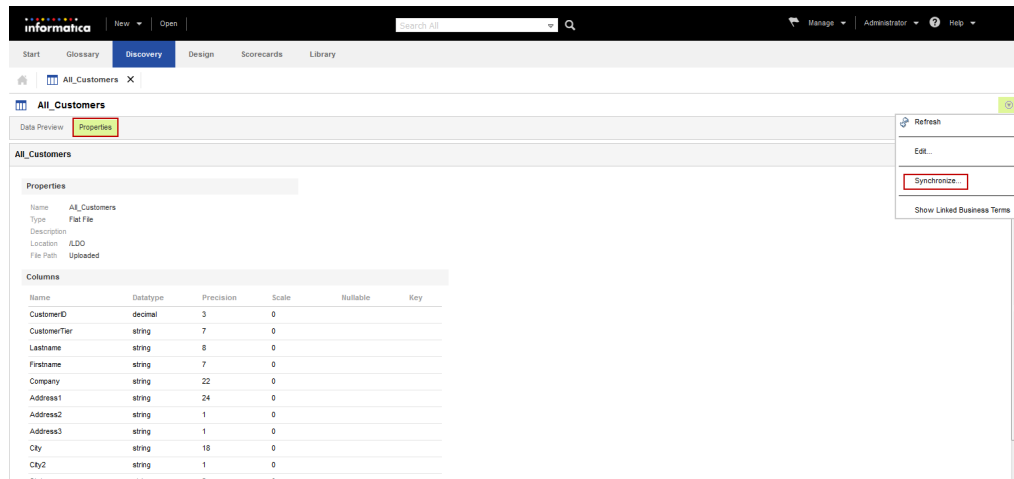 informatica New Open Search All Manage Administrator ? Help
Start Glossary Discovery Design Scorecards Library
All_Customers X
All_Customers
Data Preview Properties
Refresh
Edit...
Synchronize...
Show Linked Business Terms
All_Customers
Properties
Name All_Customers
Type Flat File
Description
Location /LDO
File Path Uploaded
Columns
Name Datatype Precision Scale Nullable Key
CustomerID decimal 3 0
CustomerTier string 7 0
Lastname string 8 0
Firstname string 7 0
Company string 22 0
Address1 string 24 0
Address2 string 1 0
Address3 string 1 0
City string 18 0
City2 string 1 0